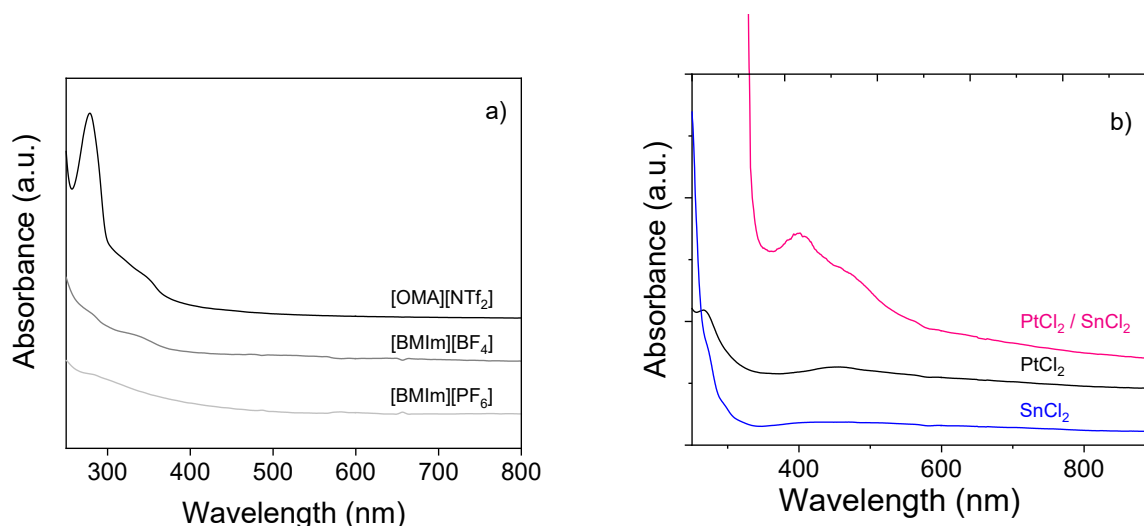 a)
Absorbance (a.u.)
[OMA][NTf₂]
[BMIm][BF₄]
[BMIm][PF₆]
300 400 500 600 700 800
Wavelength (nm)
b)
Absorbance (a.u.)
PtCl₂ / SnCl₂
PtCl₂
SnCl₂
400 600 800
Wavelength (nm)